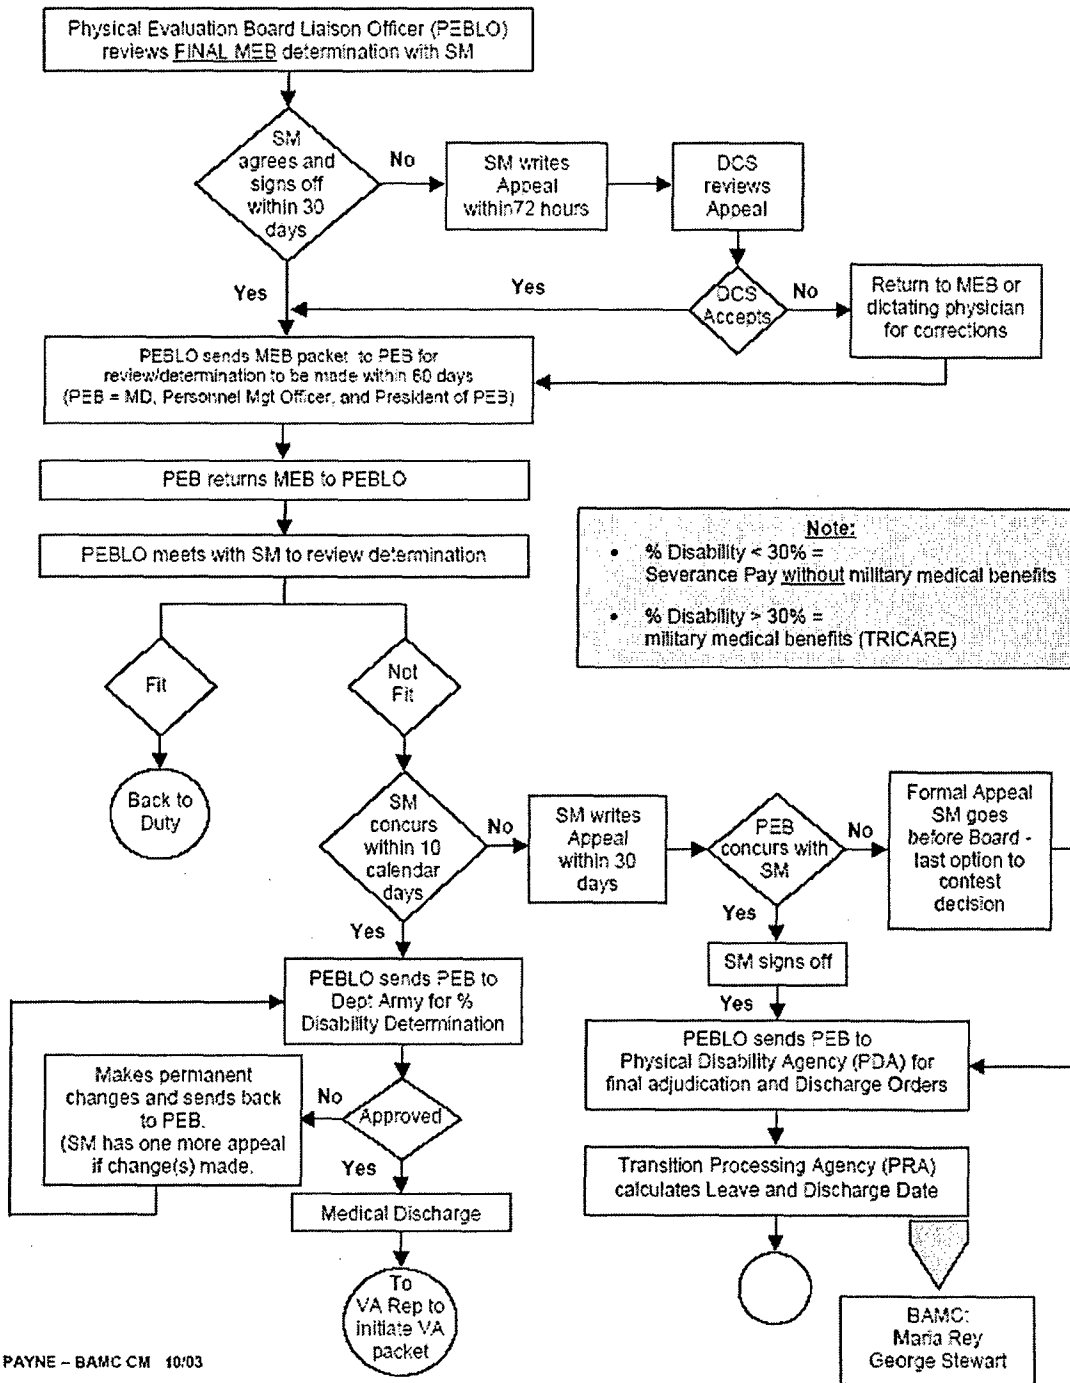 Physical Evaluation Board Liaison Officer (PEBLO)
reviews FINAL MEB determination with SM
SM
agrees and
signs off
within 30
days
No
SM writes
Appeal
within72 hours
DCS
reviews
Appeal
Yes
Yes
DCS
Accepts
No
Return to MEB or
dictating physician
for corrections
PEBLO sends MEB packet to PEB for
review/determination to be made within 60 days
(PEB = MD, Personnel Mgt Officer, and President of PEB)
PEB returns MEB to PEBLO
PEBLO meets with SM to review determination
Note:
• % Disability < 30% =
Severance Pay without military medical benefits
• % Disability > 30% =
military medical benefits (TRICARE)
Fit
Not
Fit
Back to
Duty
SM
concurs
within 10
calendar
days
No
SM writes
Appeal
within 30
days
PEB
concurs with
SM
No
Formal Appeal
SM goes
before Board -
last option to
contest
decision
Yes
Yes
SM signs off
Yes
PEBLO sends PEB to
Dept Army for %
Disability Determination
PEBLO sends PEB to
Physical Disability Agency (PDA) for
final adjudication and Discharge Orders
Makes permanent
changes and sends back
to PEB.
(SM has one more appeal
if change(s) made.
No
Approved
Yes
Transition Processing Agency (PRA)
calculates Leave and Discharge Date
Medical Discharge
To
VA Rep to
initiate VA
packet
BAMC:
Maria Rey
George Stewart
PAYNE – BAMC CM 10/03